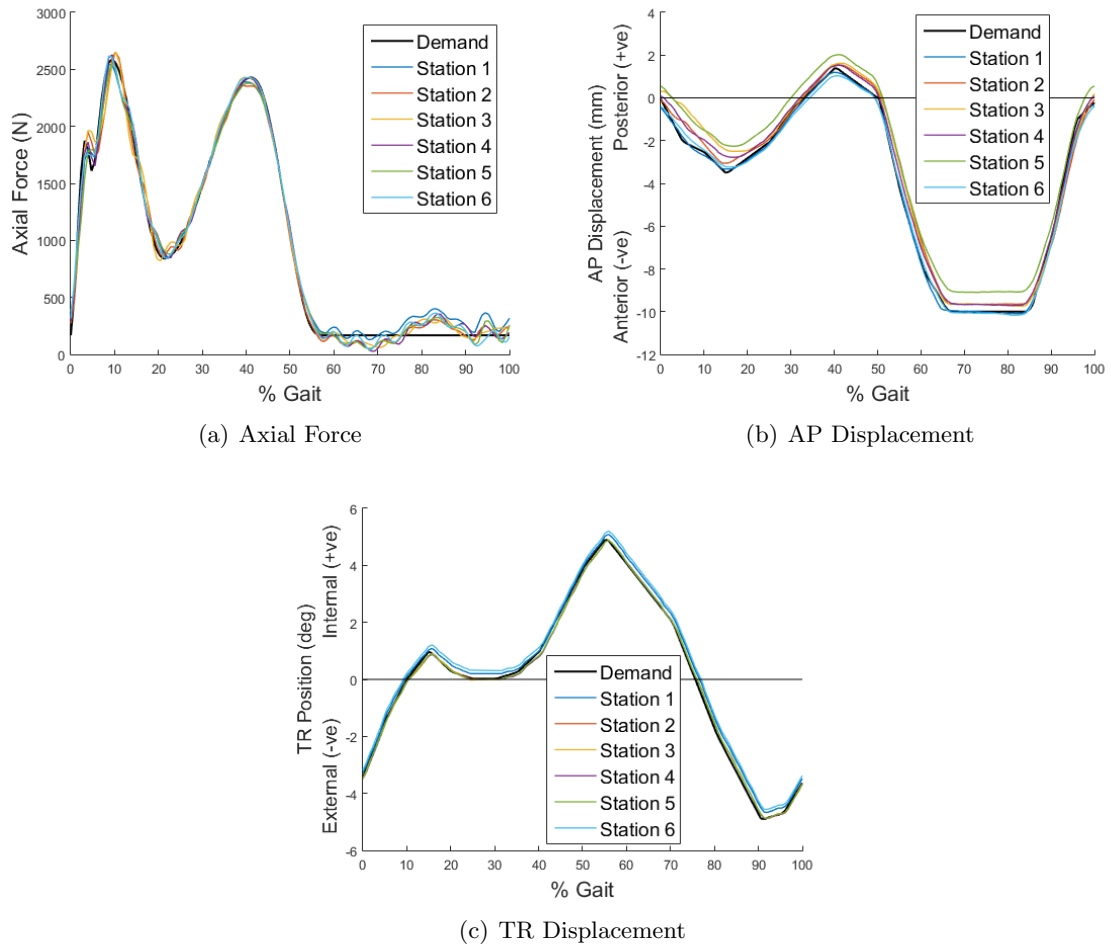 3000
2500
2000
1500
1000
500
0
Axial Force (N)
0 10 20 30 40 50 60 70 80 90 100
% Gait
Demand
Station 1
Station 2
Station 3
Station 4
Station 5
Station 6
(a) Axial Force
4
2
0
-2
-4
-6
-8
-10
-12
AP Displacement (mm)
Anterior (-ve) Posterior (+ve)
0 10 20 30 40 50 60 70 80 90 100
% Gait
Demand
Station 1
Station 2
Station 3
Station 4
Station 5
Station 6
(b) AP Displacement
6
4
2
0
-2
-4
-6
TR Position (deg)
External (-ve) Internal (+ve)
0 10 20 30 40 50 60 70 80 90 100
% Gait
Demand
Station 1
Station 2
Station 3
Station 4
Station 5
Station 6
(c) TR Displacement